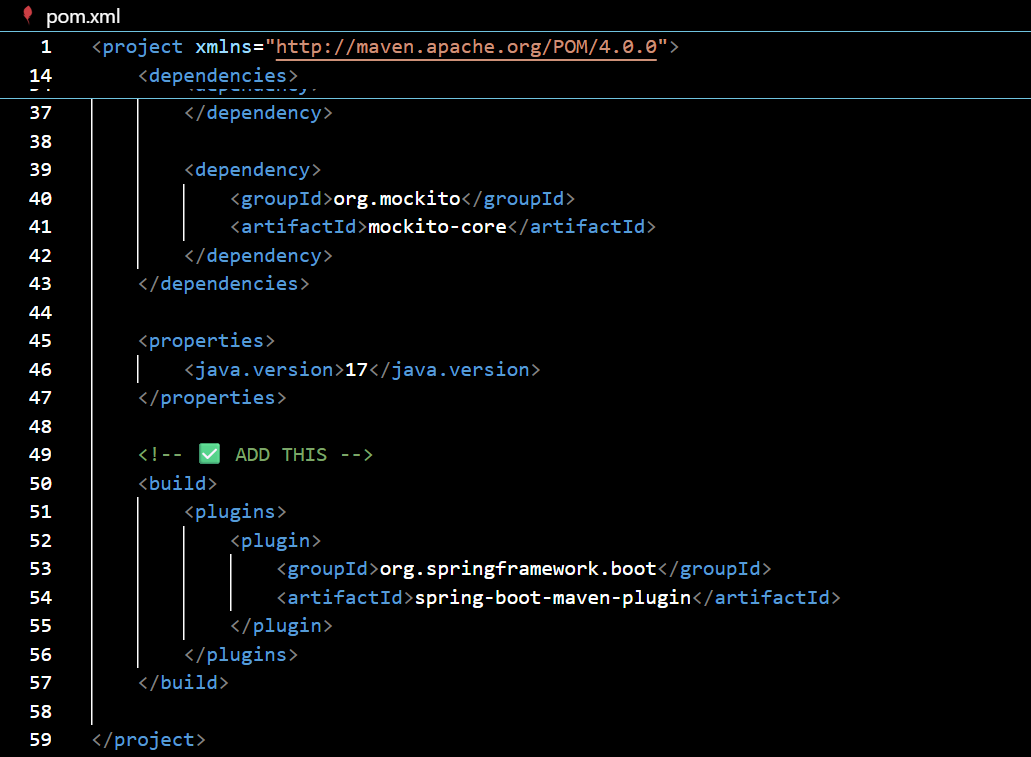 pom.xml
1 <project xmlns="http://maven.apache.org/POM/4.0.0">
14 <dependencies>
37 </dependency>
38
39 <dependency>
40 <groupId>org.mockito</groupId>
41 <artifactId>mockito-core</artifactId>
42 </dependency>
43 </dependencies>
44
45 <properties>
46 <java.version>17</java.version>
47 </properties>
48
49 <!-- ✅ ADD THIS -->
50 <build>
51 <plugins>
52 <plugin>
53 <groupId>org.springframework.boot</groupId>
54 <artifactId>spring-boot-maven-plugin</artifactId>
55 </plugin>
56 </plugins>
57 </build>
58
59 </project>